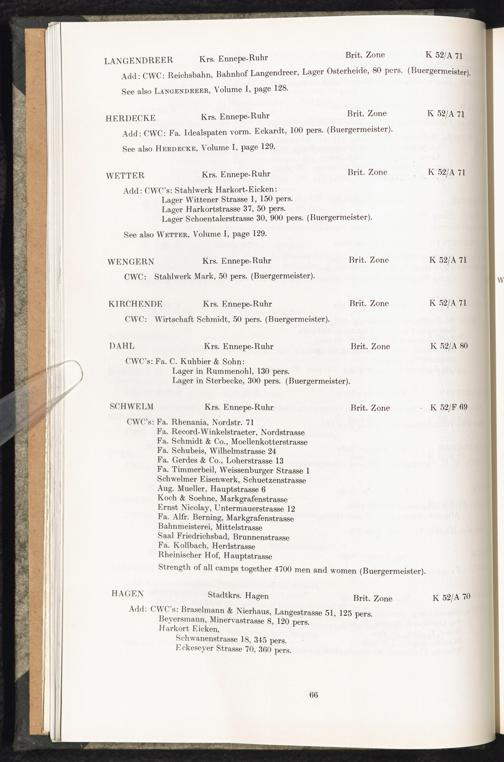 LANGENDREER Krs. Ennepe-Ruhr Brit. Zone K 52/A 71
Add: CWC: Reichsbahn, Bahnhof Langendreer, Lager Osterheide, 80 pers. (Buergermeister).
See also LANGENDREER, Volume I, page 128.
HERDECKE Krs. Ennepe-Ruhr Brit. Zone K 52/A 71
Add: CWC: Fa. Idealspaten vorm. Eckardt, 100 pers. (Buergermeister).
See also HERDECKE, Volume I, page 129.
WETTER Krs. Ennepe-Ruhr Brit. Zone K 52/A 71
Add: CWC's: Stahlwerk Harkort-Eicken:
Lager Wittener Strasse 1, 150 pers.
Lager Harkortstrasse 37, 50 pers.
Lager Schoentalerstrasse 30, 900 pers. (Buergermeister).
See also WETTER, Volume I, page 129.
WENGERN Krs. Ennepe-Ruhr Brit. Zone K 52/A 71
CWC: Stahlwerk Mark, 50 pers. (Buergermeister).
KIRCHENDE Krs. Ennepe-Ruhr Brit. Zone K 52/A 71
CWC: Wirtschaft Schmidt, 50 pers. (Buergermeister).
DAHL Krs. Ennepe-Ruhr Brit. Zone K 52/A 80
CWC's: Fa. C. Kuhbier & Sohn:
Lager in Rummenohl, 130 pers.
Lager in Sterbecke, 300 pers. (Buergermeister).
SCHWELM Krs. Ennepe-Ruhr Brit. Zone K 52/F 69
CWC's: Fa. Rhenania, Nordstr. 71
Fa. Record-Winkelstraeter, Nordstrasse
Fa. Schmidt & Co., Moellenkotterstrasse
Fa. Schubeis, Wilhelmstrasse 24
Fa. Gerdes & Co., Loherstrasse 13
Fa. Timmerbeil, Weissenburger Strasse 1
Schwelmer Eisenwerk, Schuetzenstrasse
Aug. Mueller, Hauptstrasse 6
Koch & Soehne, Markgrafenstrasse
Ernst Nicolay, Untermauerstrasse 12
Fa. Alfr. Berning, Markgrafenstrasse
Bahnmeisterei, Mittelstrasse
Saal Friedrichsbad, Brunnenstrasse
Fa. Kollbach, Herdstrasse
Rheinischer Hof, Hauptstrasse
Strength of all camps together 4700 men and women (Buergermeister).
HAGEN Stadtkrs. Hagen Brit. Zone K 52/A 70
Add: CWC's: Braselmann & Nierhaus, Langestrasse 51, 125 pers.
Beyersmann, Minervastrasse 8, 120 pers.
Harkort Eicken,
Schwanenstrasse 18, 345 pers.
Eckeseyer Strasse 70, 360 pers.
66
W